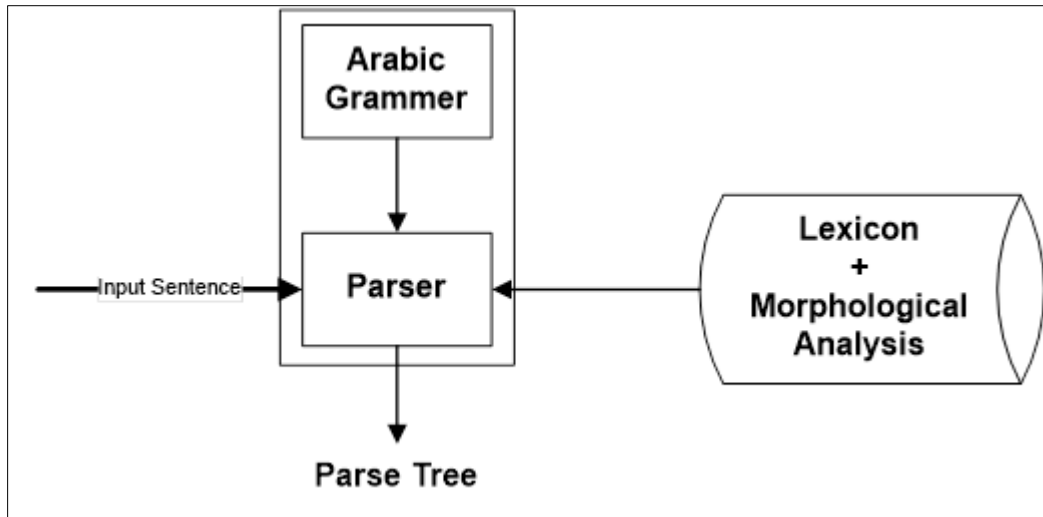 Arabic
Grammer
Input Sentence
Parser
Lexicon
+
Morphological
Analysis
Parse Tree